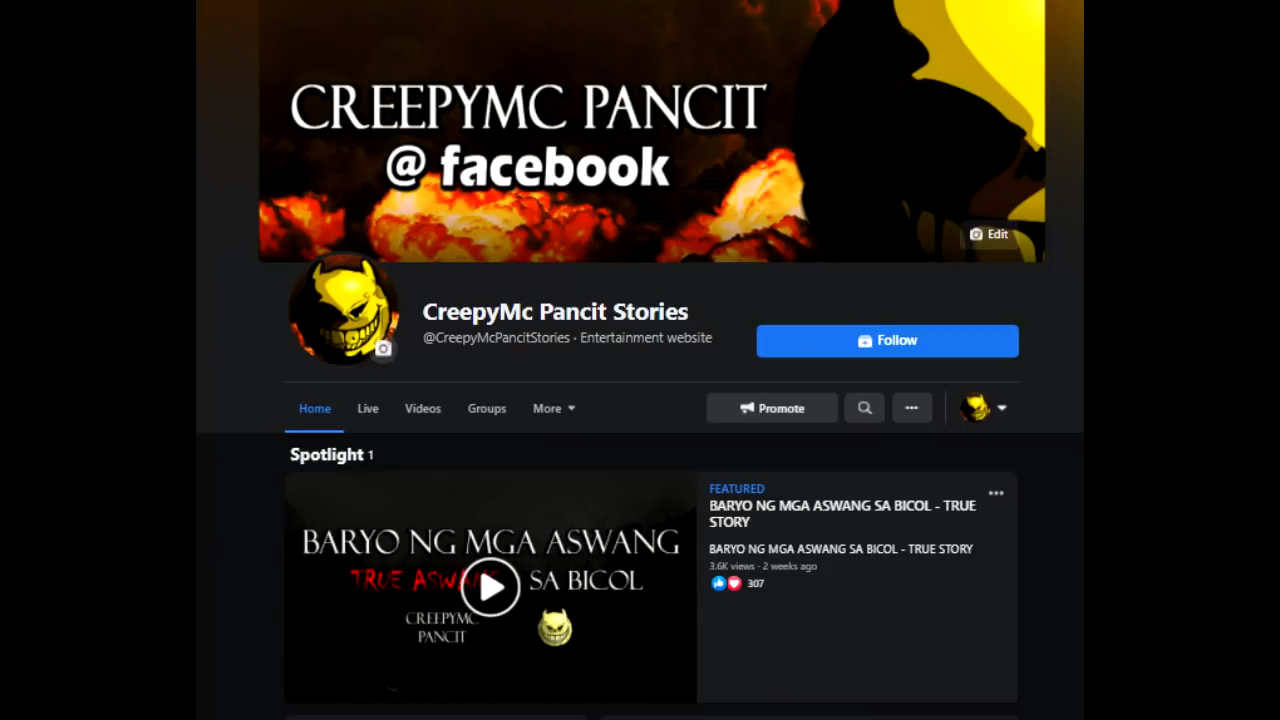 CREEPYMC PANCIT
@ facebook
Edit
CreepyMc Pancit Stories
@CreepyMcPancitStories · Entertainment website
Follow
Home Live Videos Groups More
Promote
Spotlight 1
BARYO NG MGA ASWANG
TRUE ASWANG SA BICOL
CREEPYMC
PANCIT
FEATURED
BARYO NG MGA ASWANG SA BICOL - TRUE
STORY
BARYO NG MGA ASWANG SA BICOL - TRUE STORY
3.6K views · 2 weeks ago
307